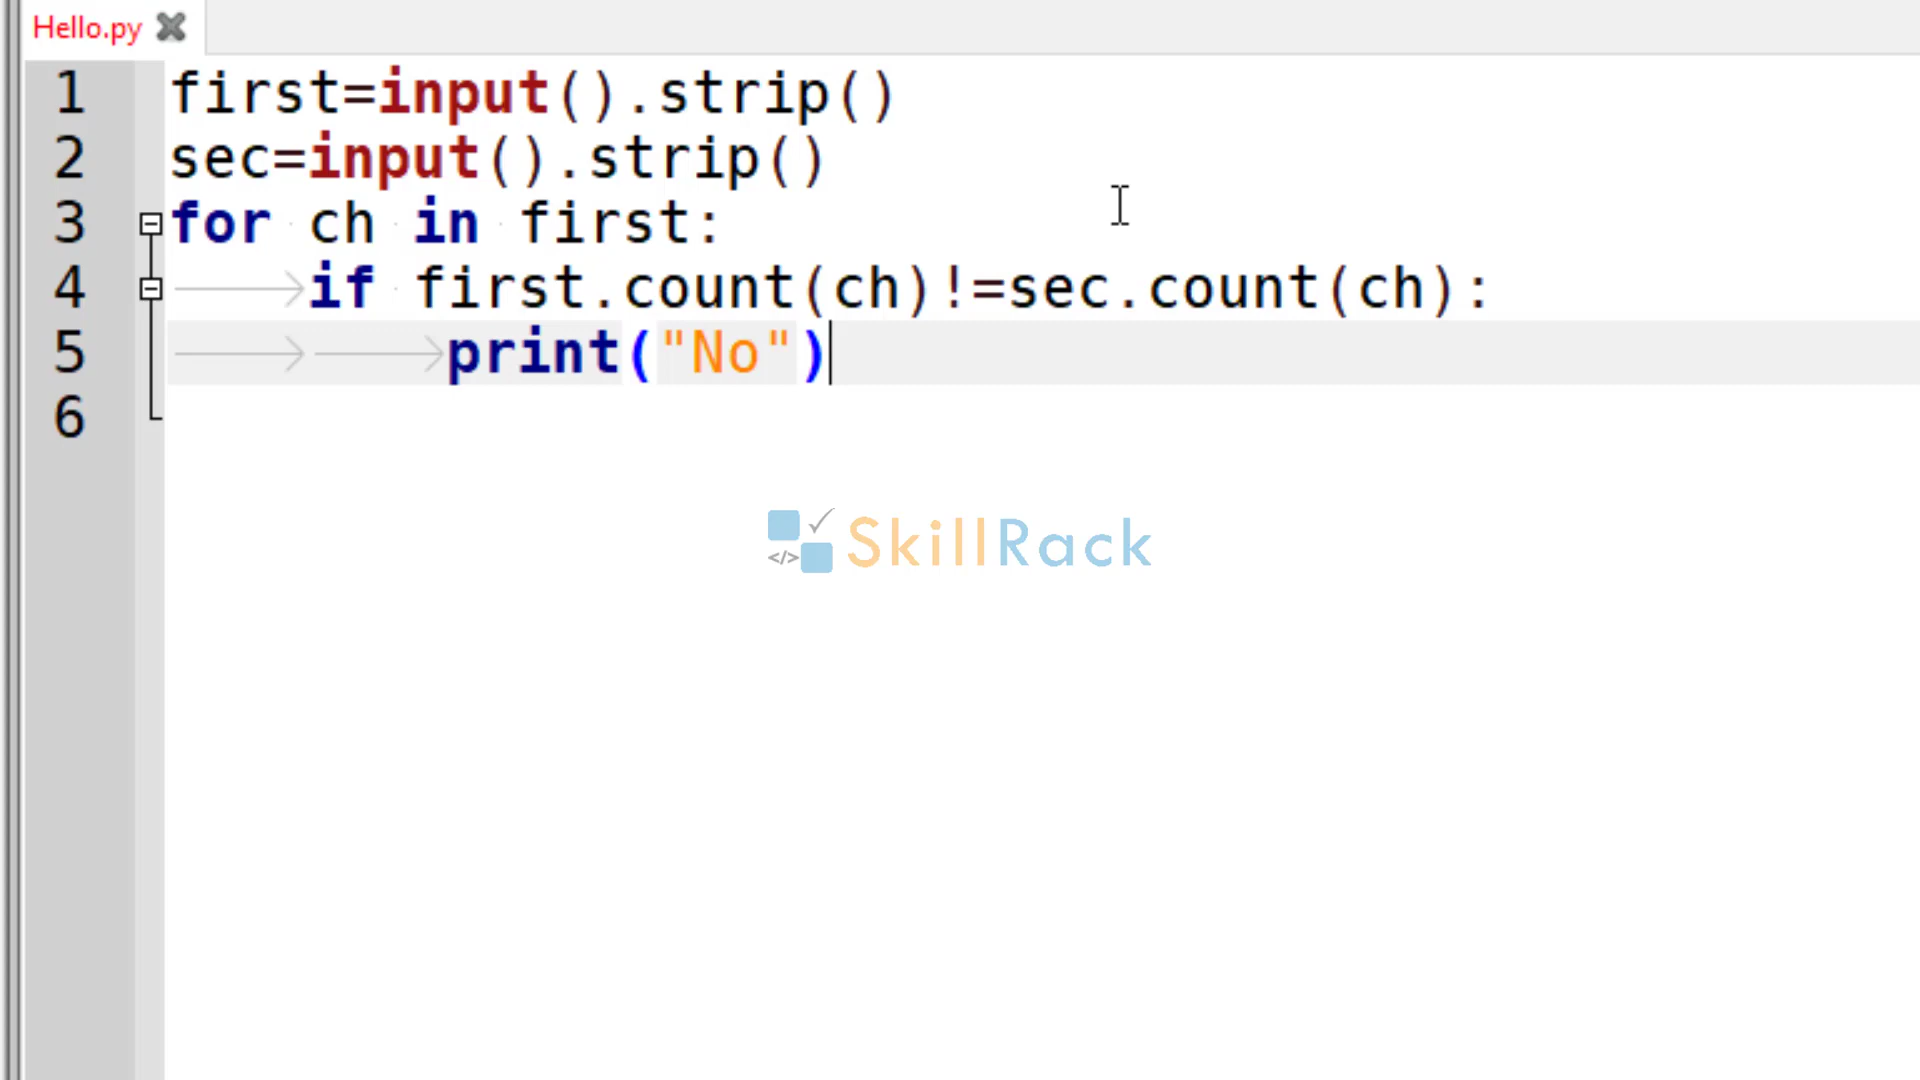 Hello.py
1 first=input().strip()
2 sec=input().strip()
3 for ch in first:
4 if first.count(ch)!=sec.count(ch):
5 print("No")
6
</> SkillRack